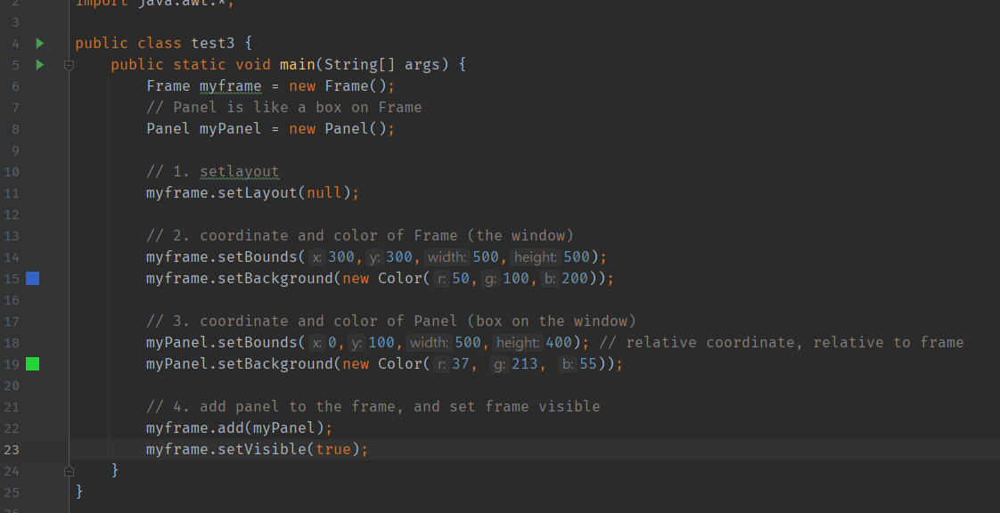 2 import java.awt.*;
3
4 public class test3 {
5 public static void main(String[] args) {
6 Frame myframe = new Frame();
7 // Panel is like a box on Frame
8 Panel myPanel = new Panel();
9
10 // 1. setlayout
11 myframe.setLayout(null);
12
13 // 2. coordinate and color of Frame (the window)
14 myframe.setBounds( x: 300, y: 300, width: 500, height: 500);
15 myframe.setBackground(new Color( r: 50, g: 100, b: 200));
16
17 // 3. coordinate and color of Panel (box on the window)
18 myPanel.setBounds( x: 0, y: 100, width: 500, height: 400); // relative coordinate, relative to frame
19 myPanel.setBackground(new Color( r: 37, g: 213, b: 55));
20
21 // 4. add panel to the frame, and set frame visible
22 myframe.add(myPanel);
23 myframe.setVisible(true);
24 }
25 }
26